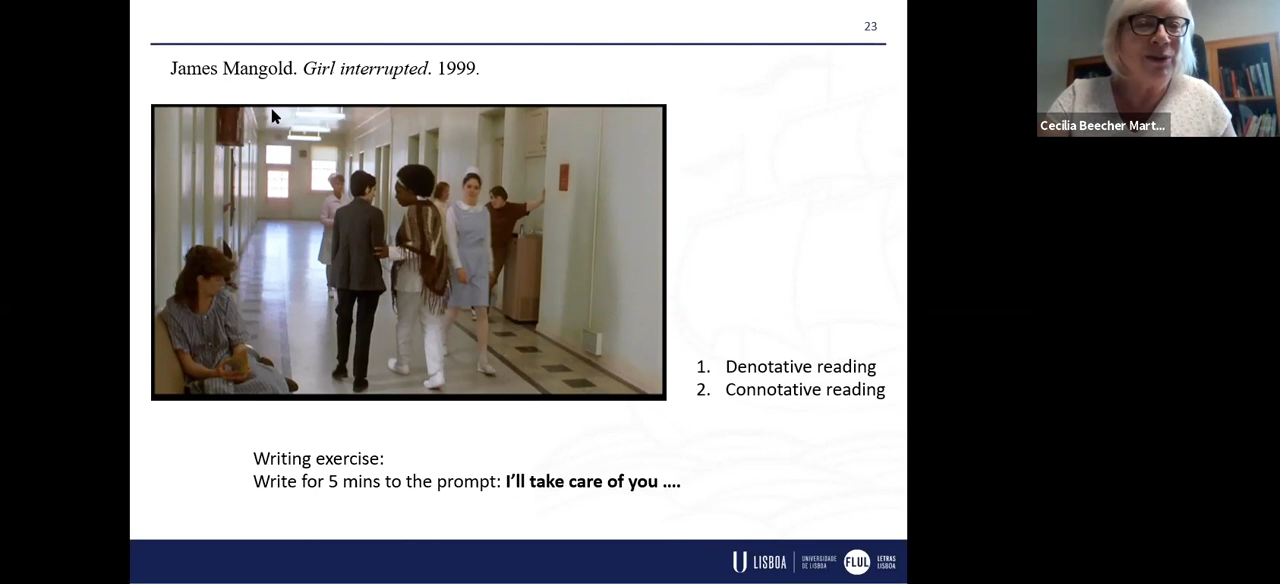 23
James Mangold. Girl interrupted. 1999.
Cecilia Beecher Mart...
1. Denotative reading
2. Connotative reading
Writing exercise:
Write for 5 mins to the prompt: I'll take care of you ....
LISBOA
UNIVERSIDADE
DE LISBOA
FLUL
LETRAS
LISBOA